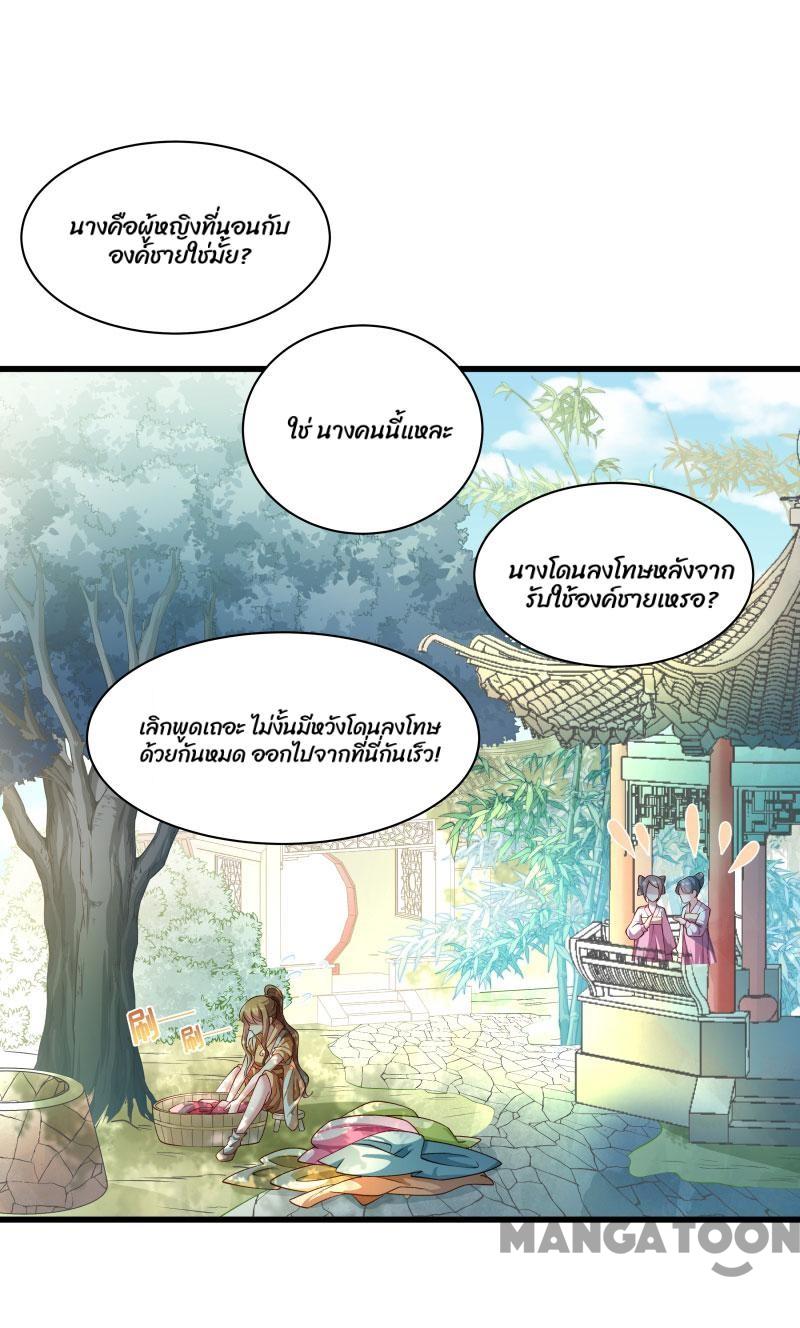 นางคือผู้หญิงที่นอนกับ
องค์ชายใช่มั้ย?
ใช่ นางคนนี้แหละ
นางโดนลงโทษหลังจาก
รับใช้องค์ชายเหรอ?
เลิกพูดเถอะ ไม่งั้นมีหวังโดนลงโทษ
ด้วยกันหมด ออกไปจากที่นี่กันเร็ว!
刷—
刷—
MANGATOON